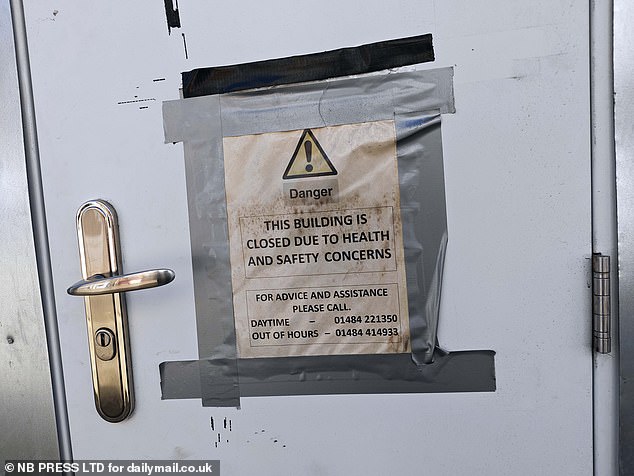 Danger
THIS BUILDING IS
CLOSED DUE TO HEALTH
AND SAFETY CONCERNS
FOR ADVICE AND ASSISTANCE
PLEASE CALL.
DAYTIME – 01484 221350
OUT OF HOURS – 01484 414933
© NB PRESS LTD for dailymail.co.uk